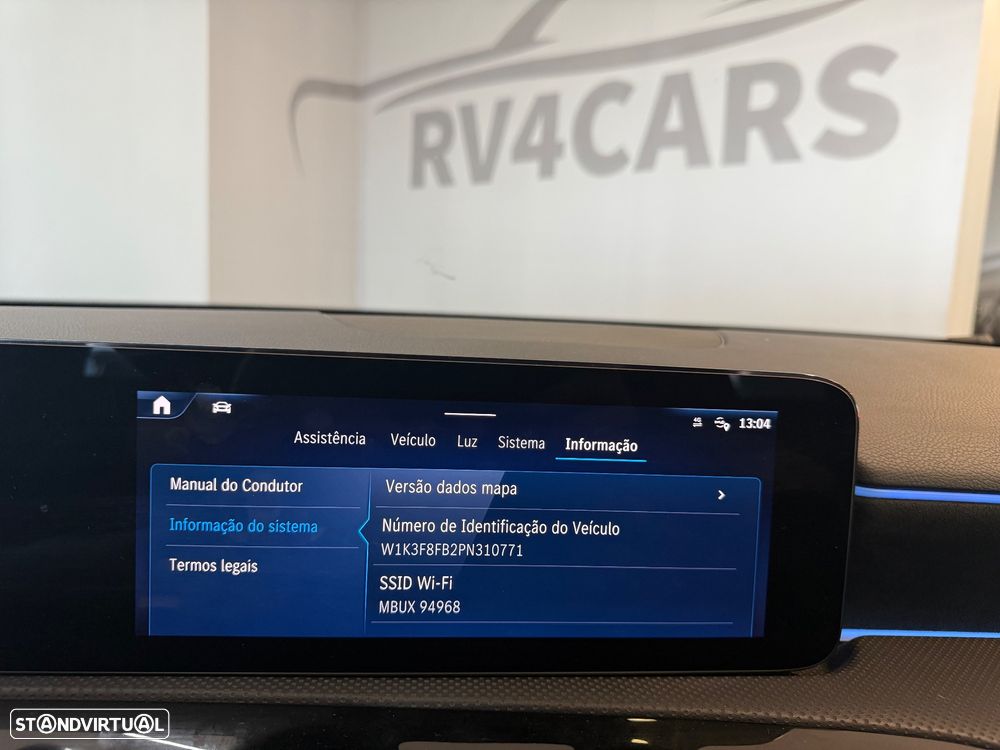 RV4CARS
4G
13:04
Assistência Veículo Luz Sistema Informação
Manual do Condutor
Informação do sistema
Termos legais
Versão dados mapa
Número de Identificação do Veículo
W1K3F8FB2PN310771
SSID Wi-Fi
MBUX 94968
STANDVIRTUAL